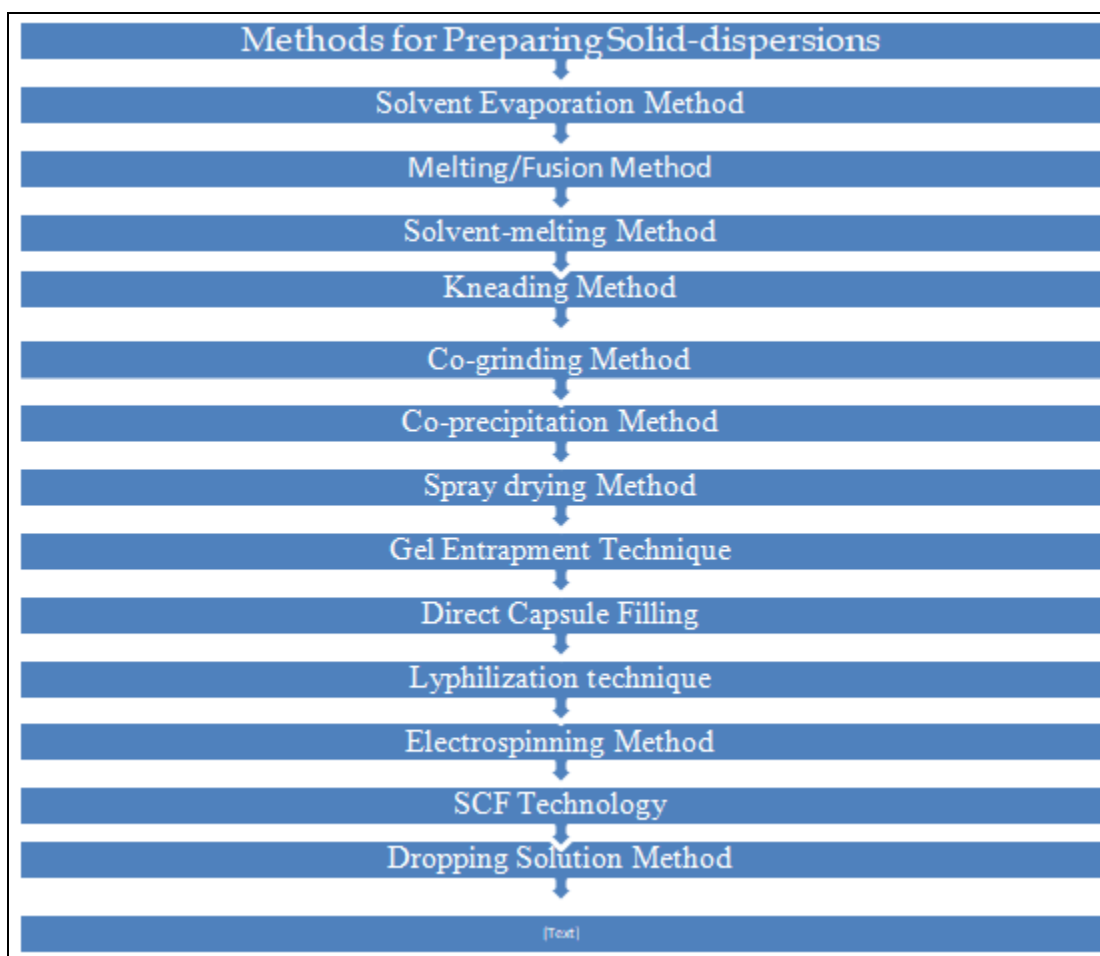 Methods for Preparing Solid-dispersions
Solvent Evaporation Method
Melting/Fusion Method
Solvent-melting Method
Kneading Method
Co-grinding Method
Co-precipitation Method
Spray drying Method
Gel Entrapment Technique
Direct Capsule Filling
Lyphilization technique
Electrospinning Method
SCF Technology
Dropping Solution Method
[Text]